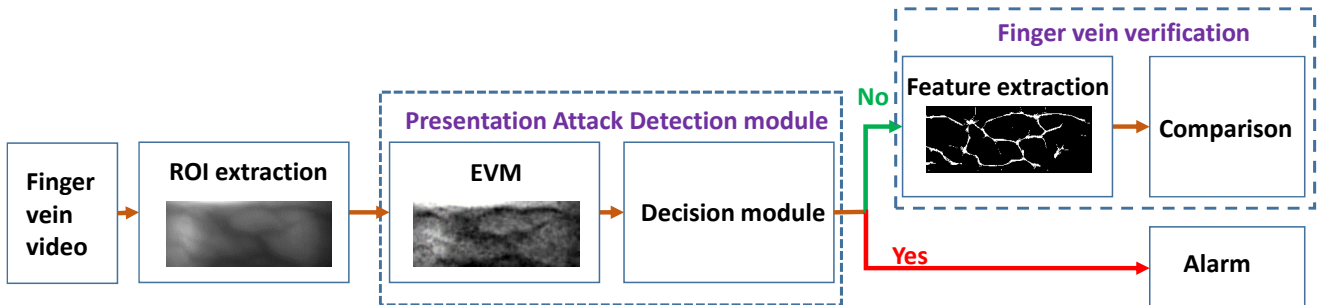 Finger
vein
video
ROI extraction
Presentation Attack Detection module
EVM
Decision module
No
Yes
Finger vein verification
Feature extraction
Comparison
Alarm